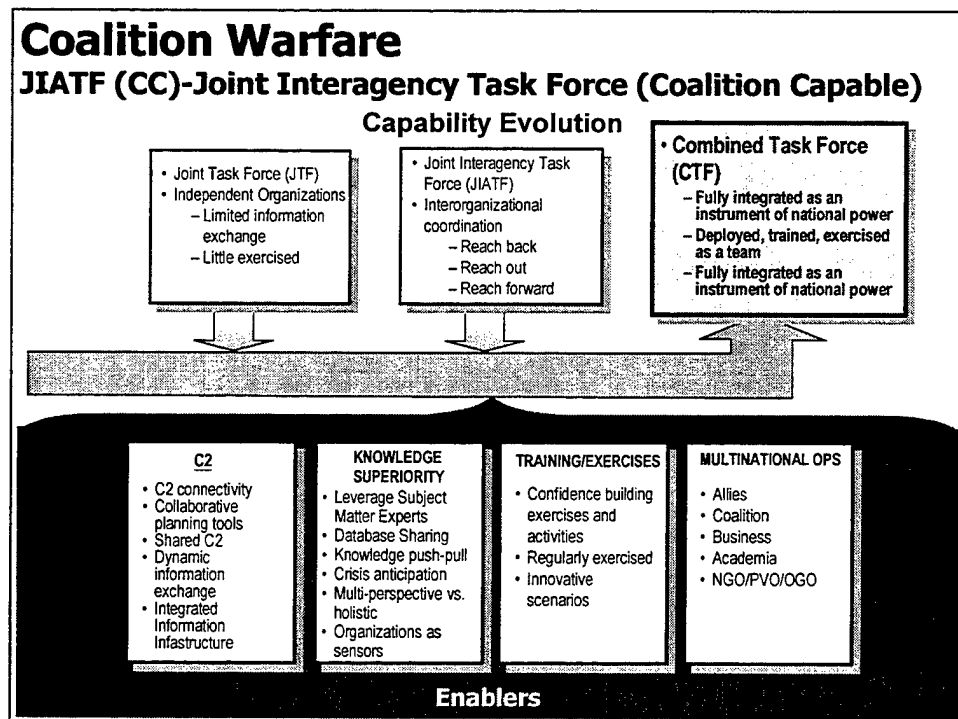 Coalition Warfare
JIATF (CC)-Joint Interagency Task Force (Coalition Capable)
Capability Evolution
• Joint Task Force (JTF)
• Independent Organizations
– Limited information
exchange
– Little exercised
• Joint Interagency Task
Force (JIATF)
• Interorganizational
coordination
– Reach back
– Reach out
– Reach forward
• Combined Task Force
(CTF)
– Fully integrated as an
instrument of national power
– Deployed, trained, exercised
as a team
– Fully integrated as an
instrument of national power
C2
• C2 connectivity
• Collaborative
planning tools
• Shared C2
• Dynamic
information
exchange
• Integrated
Information
Infastructure
KNOWLEDGE
SUPERIORITY
• Leverage Subject
Matter Experts
• Database Sharing
• Knowledge push-pull
• Crisis anticipation
• Multi-perspective vs.
holistic
• Organizations as
sensors
TRAINING/EXERCISES
• Confidence building
exercises and
activities
• Regularly exercised
• Innovative
scenarios
MULTINATIONAL OPS
• Allies
• Coalition
• Business
• Academia
• NGO/PVO/OGO
Enablers